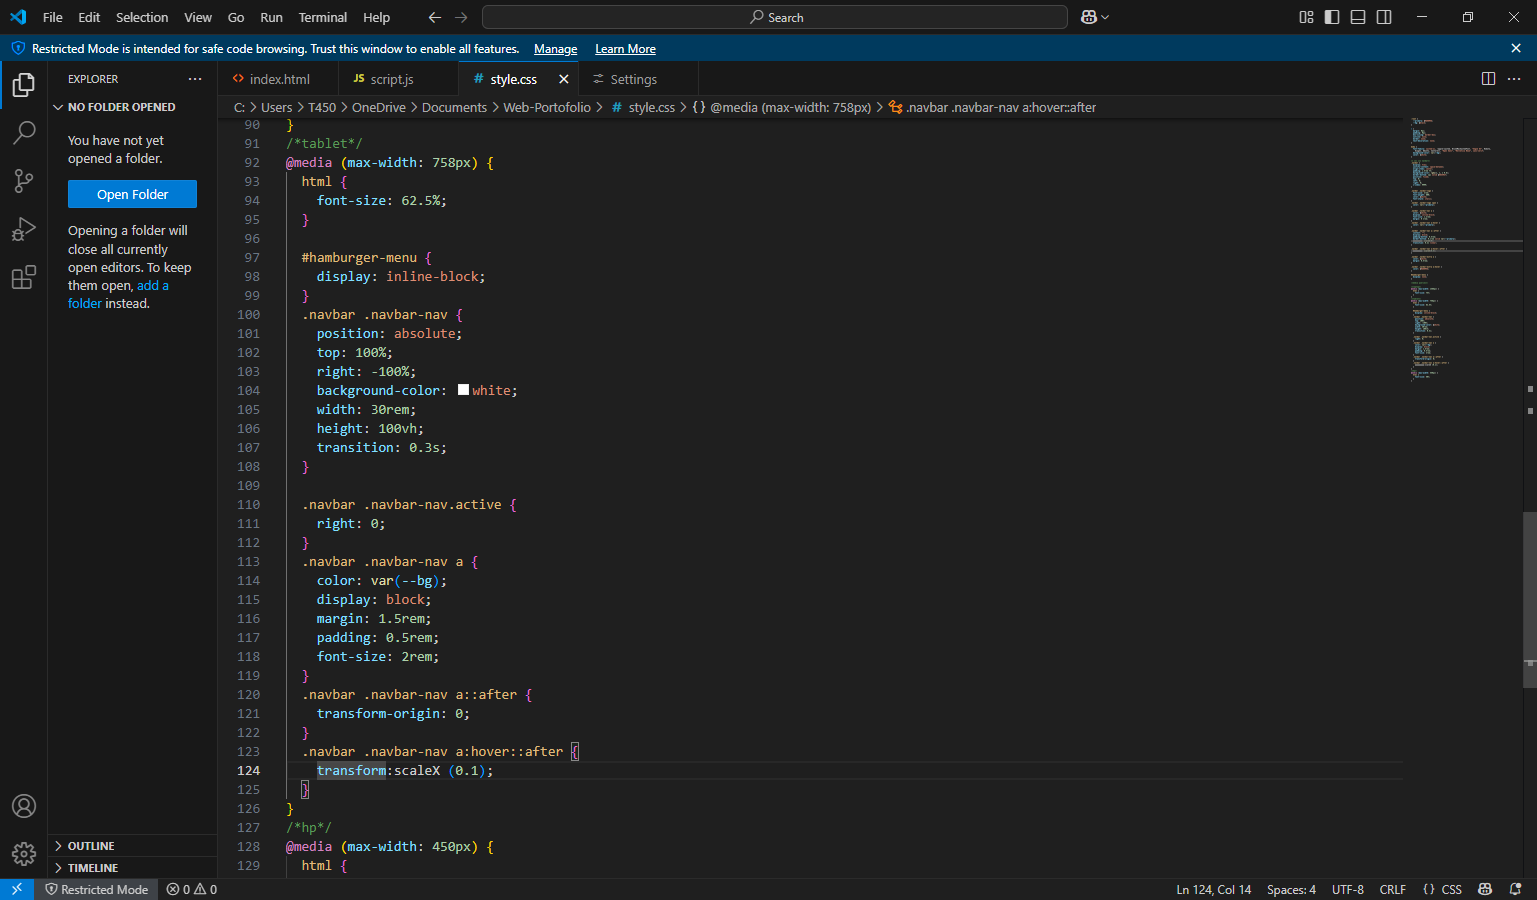 File Edit Selection View Go Run Terminal Help Search
Restricted Mode is intended for safe code browsing. Trust this window to enable all features. Manage Learn More
EXPLORER
NO FOLDER OPENED
You have not yet
opened a folder.
Open Folder
Opening a folder will
close all currently
open editors. To keep
them open, add a
folder instead.
OUTLINE
TIMELINE
index.html JS script.js # style.css Settings
C: > Users > T450 > OneDrive > Documents > Web-Portofolio > # style.css > {} @media (max-width: 758px) > .navbar .navbar-nav a:hover::after
90 }
91 /*tablet*/
92 @media (max-width: 758px) {
93 html {
94 font-size: 62.5%;
95 }
96
97 #hamburger-menu {
98 display: inline-block;
99 }
100 .navbar .navbar-nav {
101 position: absolute;
102 top: 100%;
103 right: -100%;
104 background-color: white;
105 width: 30rem;
106 height: 100vh;
107 transition: 0.3s;
108 }
109
110 .navbar .navbar-nav.active {
111 right: 0;
112 }
113 .navbar .navbar-nav a {
114 color: var(--bg);
115 display: block;
116 margin: 1.5rem;
117 padding: 0.5rem;
118 font-size: 2rem;
119 }
120 .navbar .navbar-nav a::after {
121 transform-origin: 0;
122 }
123 .navbar .navbar-nav a:hover::after {
124 transform:scaleX (0.1);
125 }
126 }
127 /*hp*/
128 @media (max-width: 450px) {
129 html {
Restricted Mode 0 0 Ln 124, Col 14 Spaces: 4 UTF-8 CRLF {} CSS